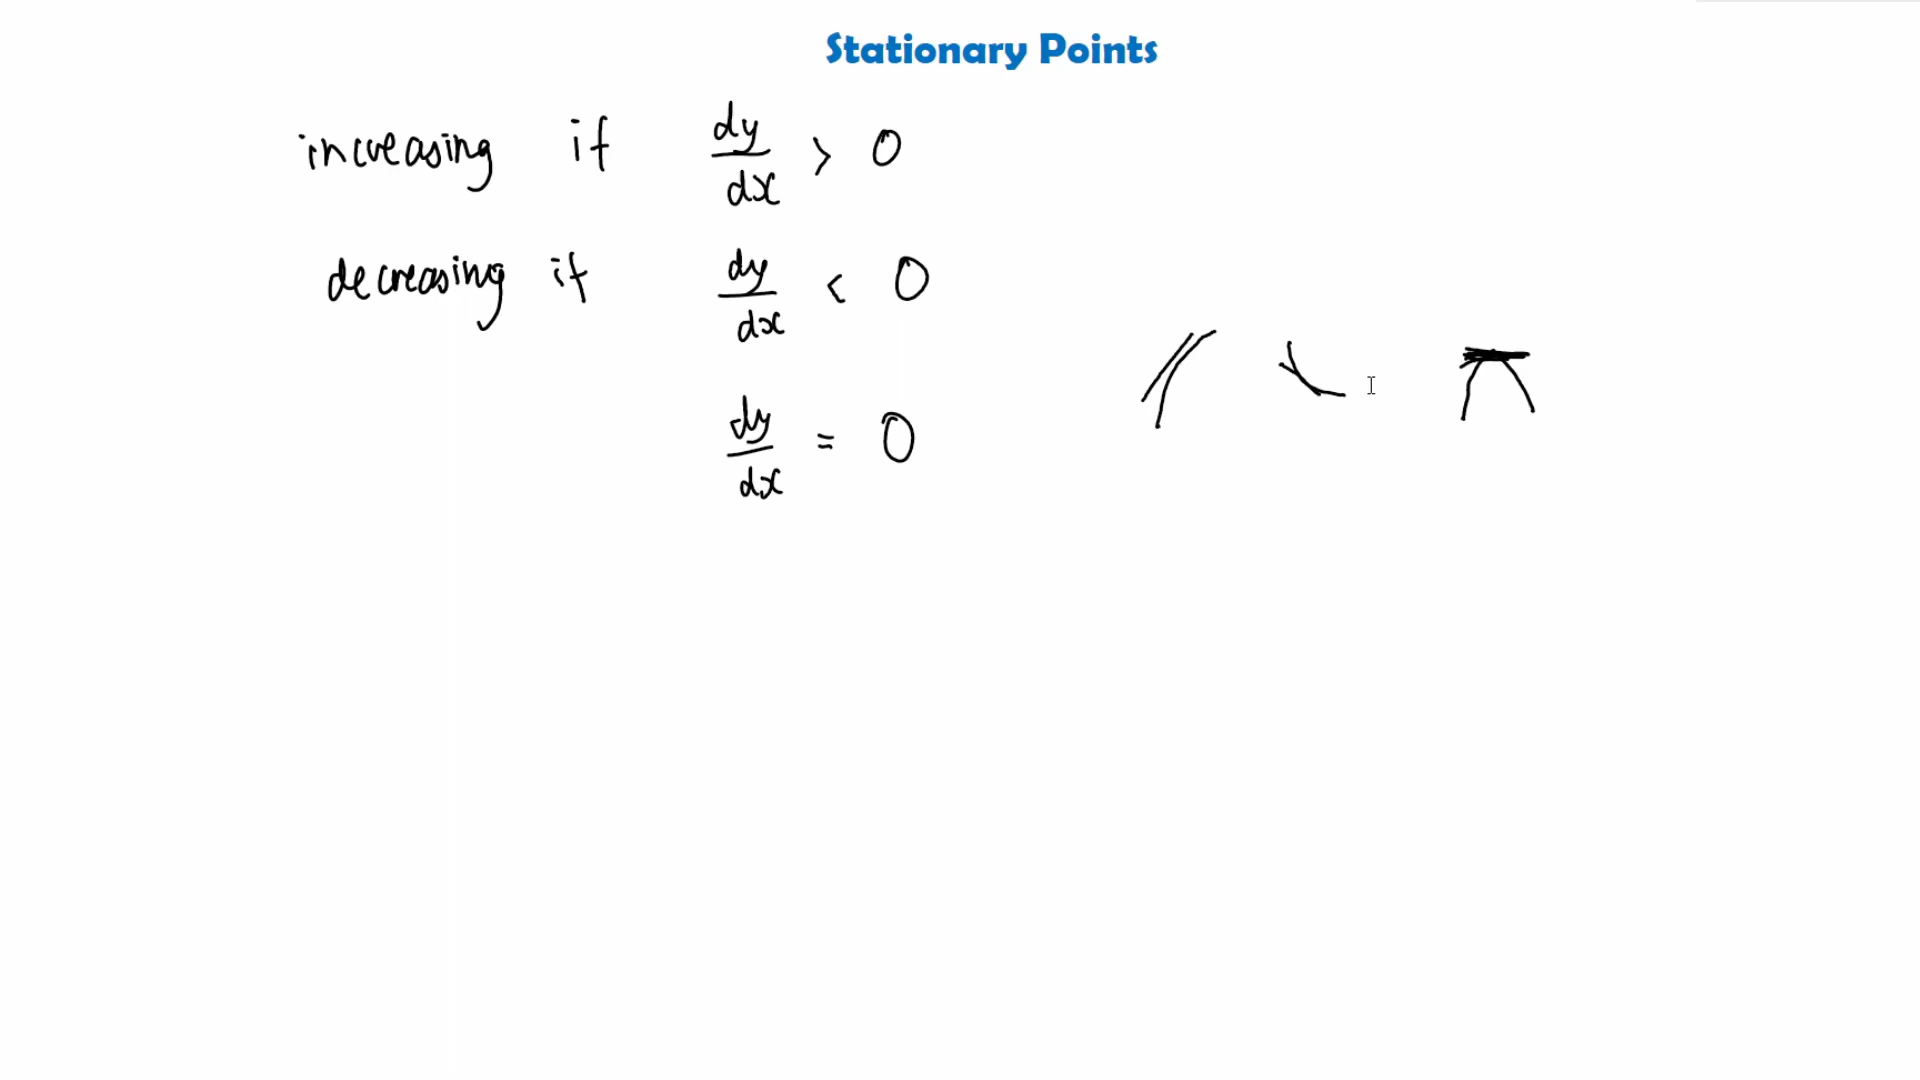 Stationary Points
increasing if dy/dx > 0
decreasing if dy/dx < 0
dy/dx = 0